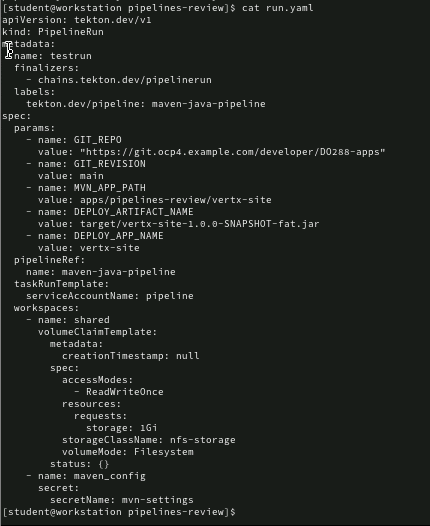 [student@workstation pipelines-review]$ cat run.yaml
apiVersion: tekton.dev/v1
kind: PipelineRun
metadata:
  name: testrun
  finalizers:
    - chains.tekton.dev/pipelinerun
  labels:
    tekton.dev/pipeline: maven-java-pipeline
spec:
  params:
    - name: GIT_REPO
      value: "https://git.ocp4.example.com/developer/DO288-apps"
    - name: GIT_REVISION
      value: main
    - name: MVN_APP_PATH
      value: apps/pipelines-review/vertx-site
    - name: DEPLOY_ARTIFACT_NAME
      value: target/vertx-site-1.0.0-SNAPSHOT-fat.jar
    - name: DEPLOY_APP_NAME
      value: vertx-site
  pipelineRef:
    name: maven-java-pipeline
  taskRunTemplate:
    serviceAccountName: pipeline
  workspaces:
    - name: shared
      volumeClaimTemplate:
        metadata:
          creationTimestamp: null
        spec:
          accessModes:
            - ReadWriteOnce
          resources:
            requests:
              storage: 1Gi
          storageClassName: nfs-storage
          volumeMode: Filesystem
        status: {}
    - name: maven_config
      secret:
        secretName: mvn-settings
[student@workstation pipelines-review]$